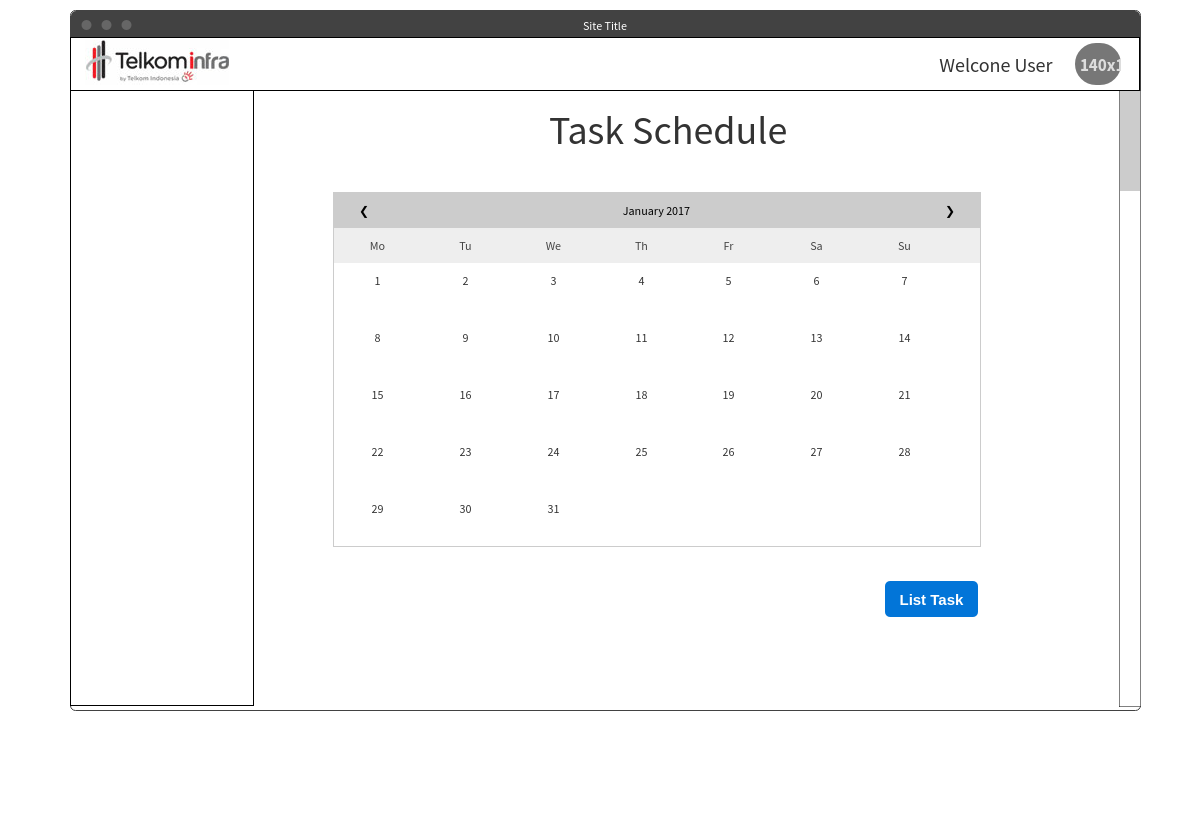 Site Title
Telkominfra
by Telkom Indonesia
Welcone User
140x1
Task Schedule
❮ January 2017 ❯
Mo Tu We Th Fr Sa Su
1 2 3 4 5 6 7
8 9 10 11 12 13 14
15 16 17 18 19 20 21
22 23 24 25 26 27 28
29 30 31
List Task